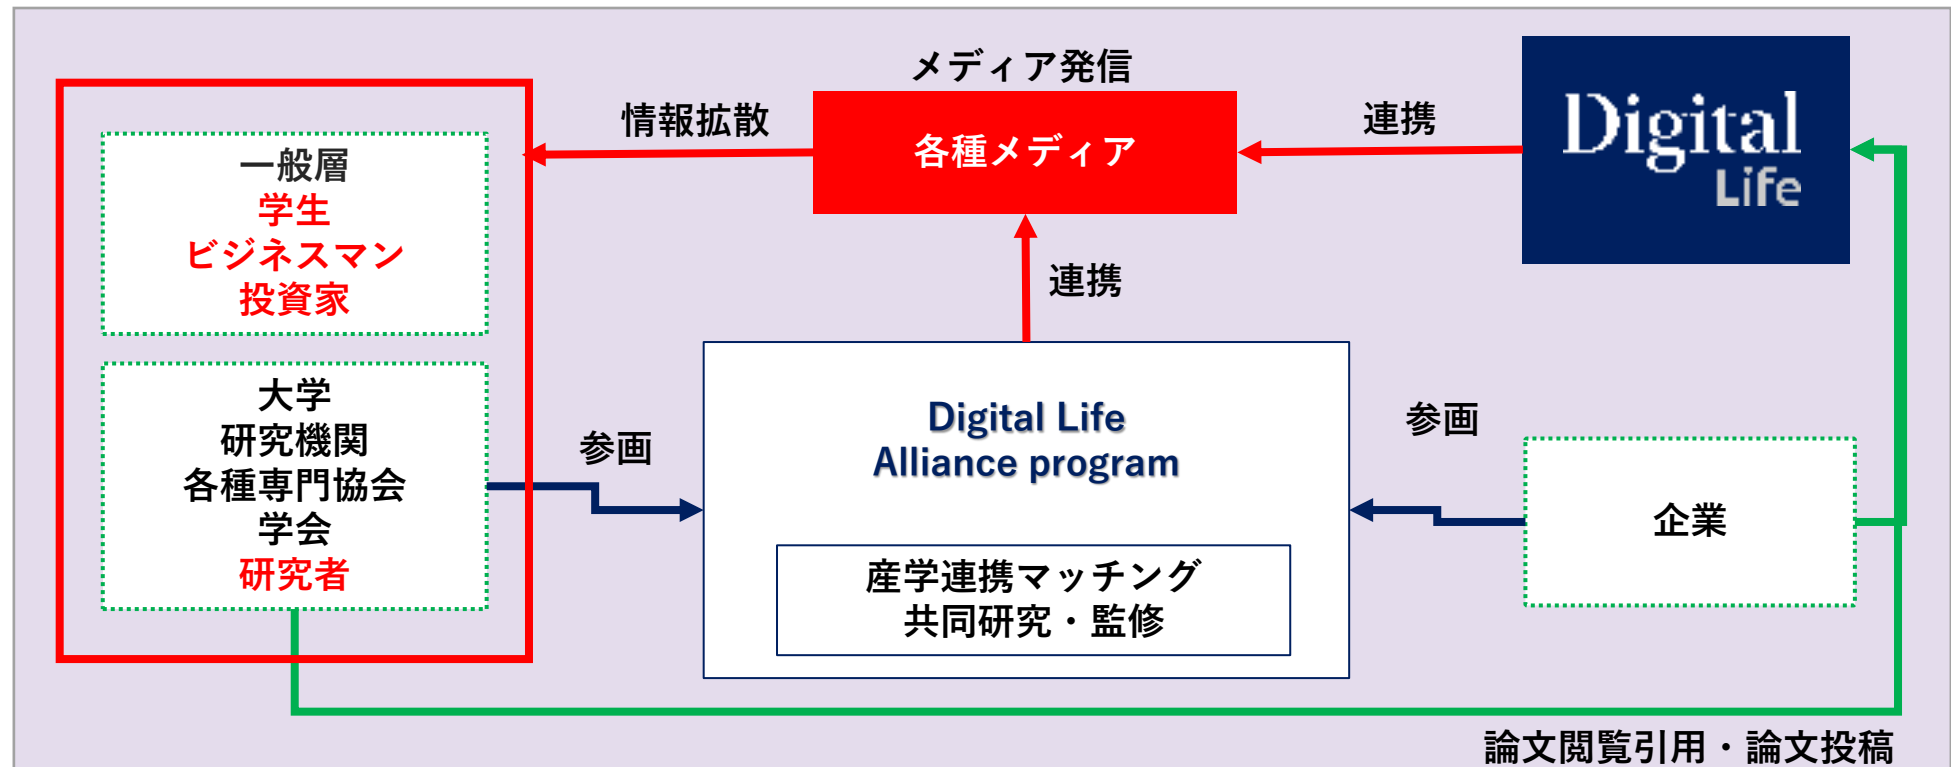 メディア発信
情報拡散
各種メディア
連携
Digital
Life
一般層
学生
ビジネスマン
投資家
連携
大学
研究機関
各種専門協会
学会
研究者
参画
Digital Life
Alliance program
産学連携マッチング
共同研究・監修
参画
企業
論文閲覧引用・論文投稿